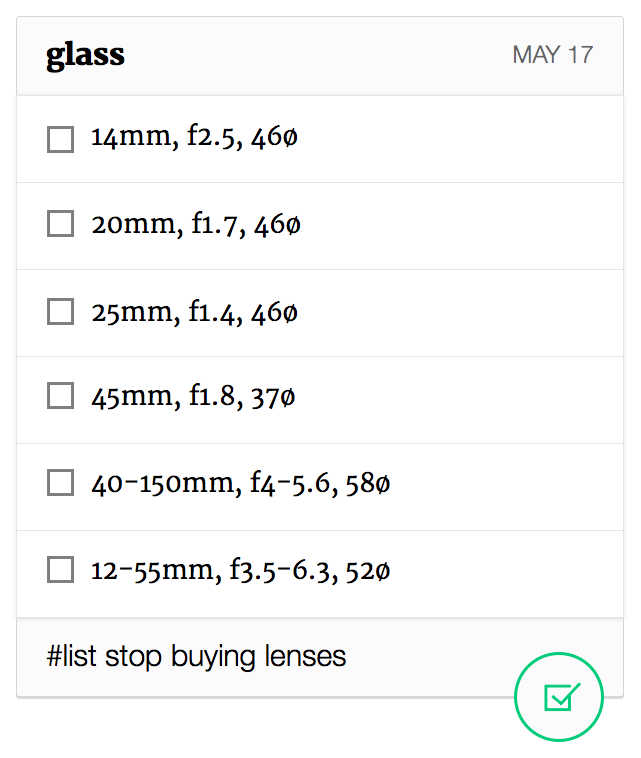 glass
MAY 17
14mm, f2.5, 46ø
20mm, f1.7, 46ø
25mm, f1.4, 46ø
45mm, f1.8, 37ø
40-150mm, f4-5.6, 58ø
12-55mm, f3.5-6.3, 52ø
#list stop buying lenses